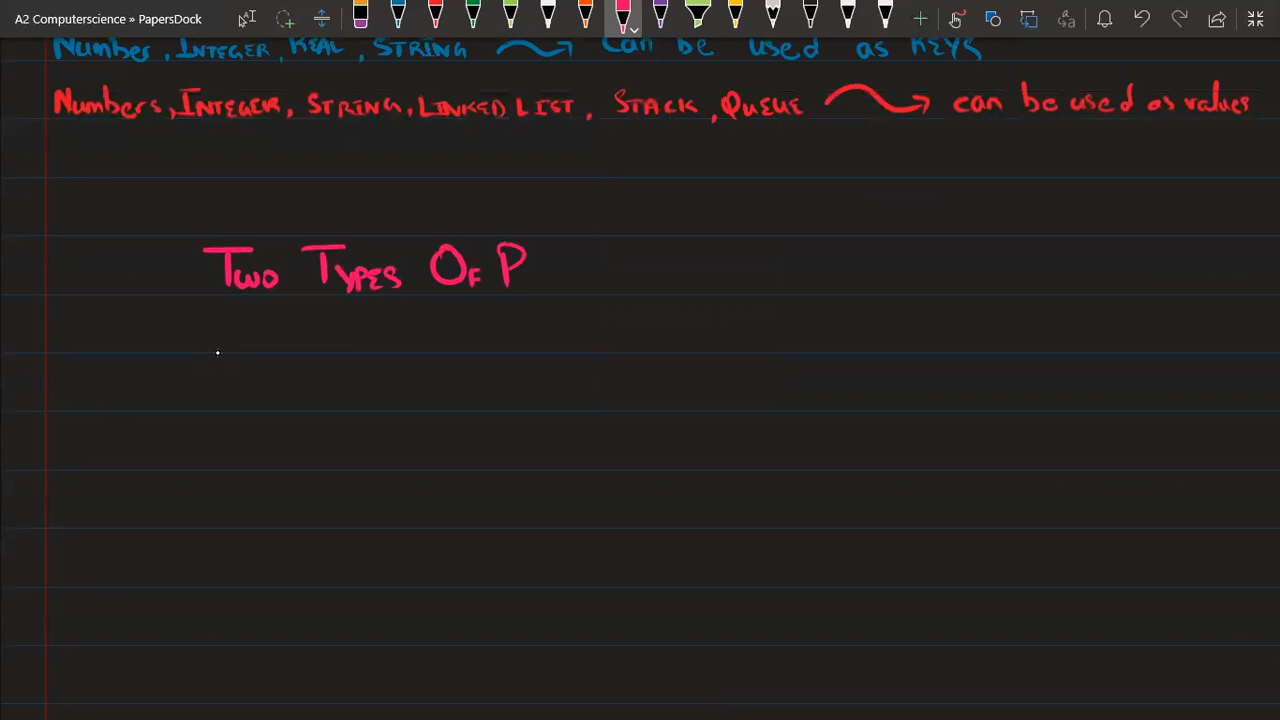 A2 Computerscience » PapersDock
Number, INTEGER, REAL, STRING → Can be used as KEYS
Numbers, INTEGER, STRING, LINKED LIST, STACK, QUEUE → can be used as values
Two TYPES OF P